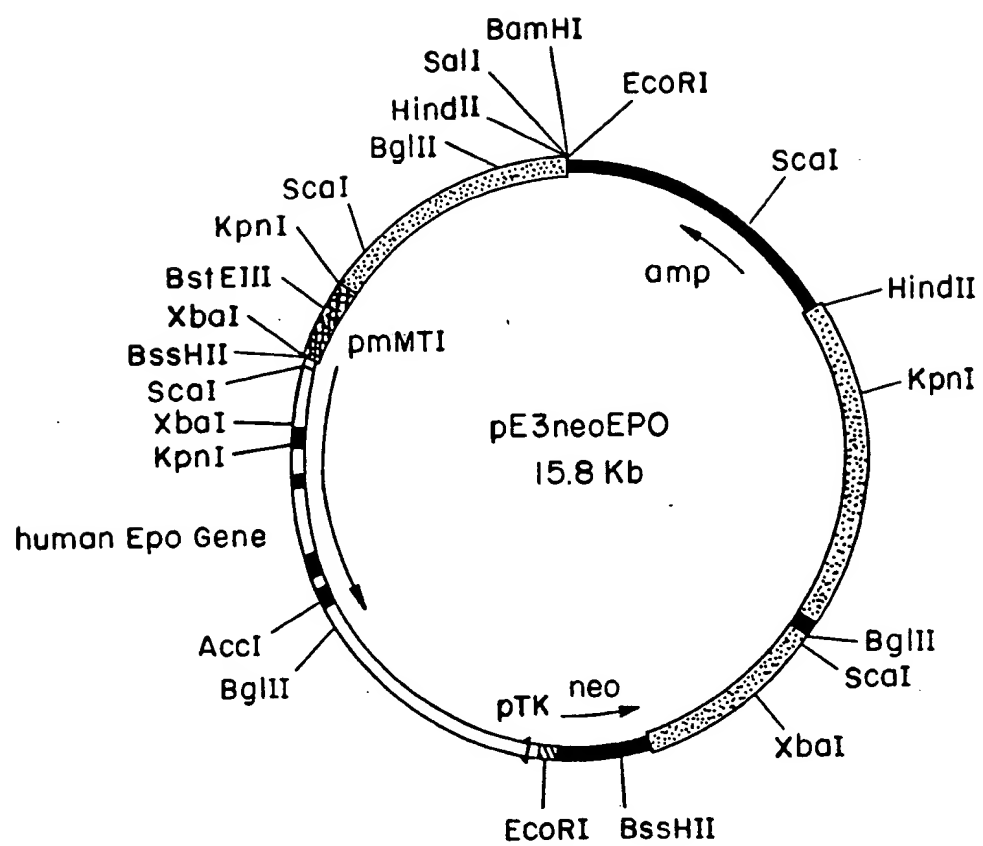 BamHI
SalI
EcoRI
HindII
BglII
ScaI
ScaI
KpnI
amp
BstEIII
HindII
XbaI
pmMTI
BssHII
KpnI
ScaI
XbaI
pE3neoEPO
KpnI
15.8 Kb
human Epo Gene
AccI
BglII
BglII
ScaI
neo
pTK
XbaI
EcoRI
BssHII